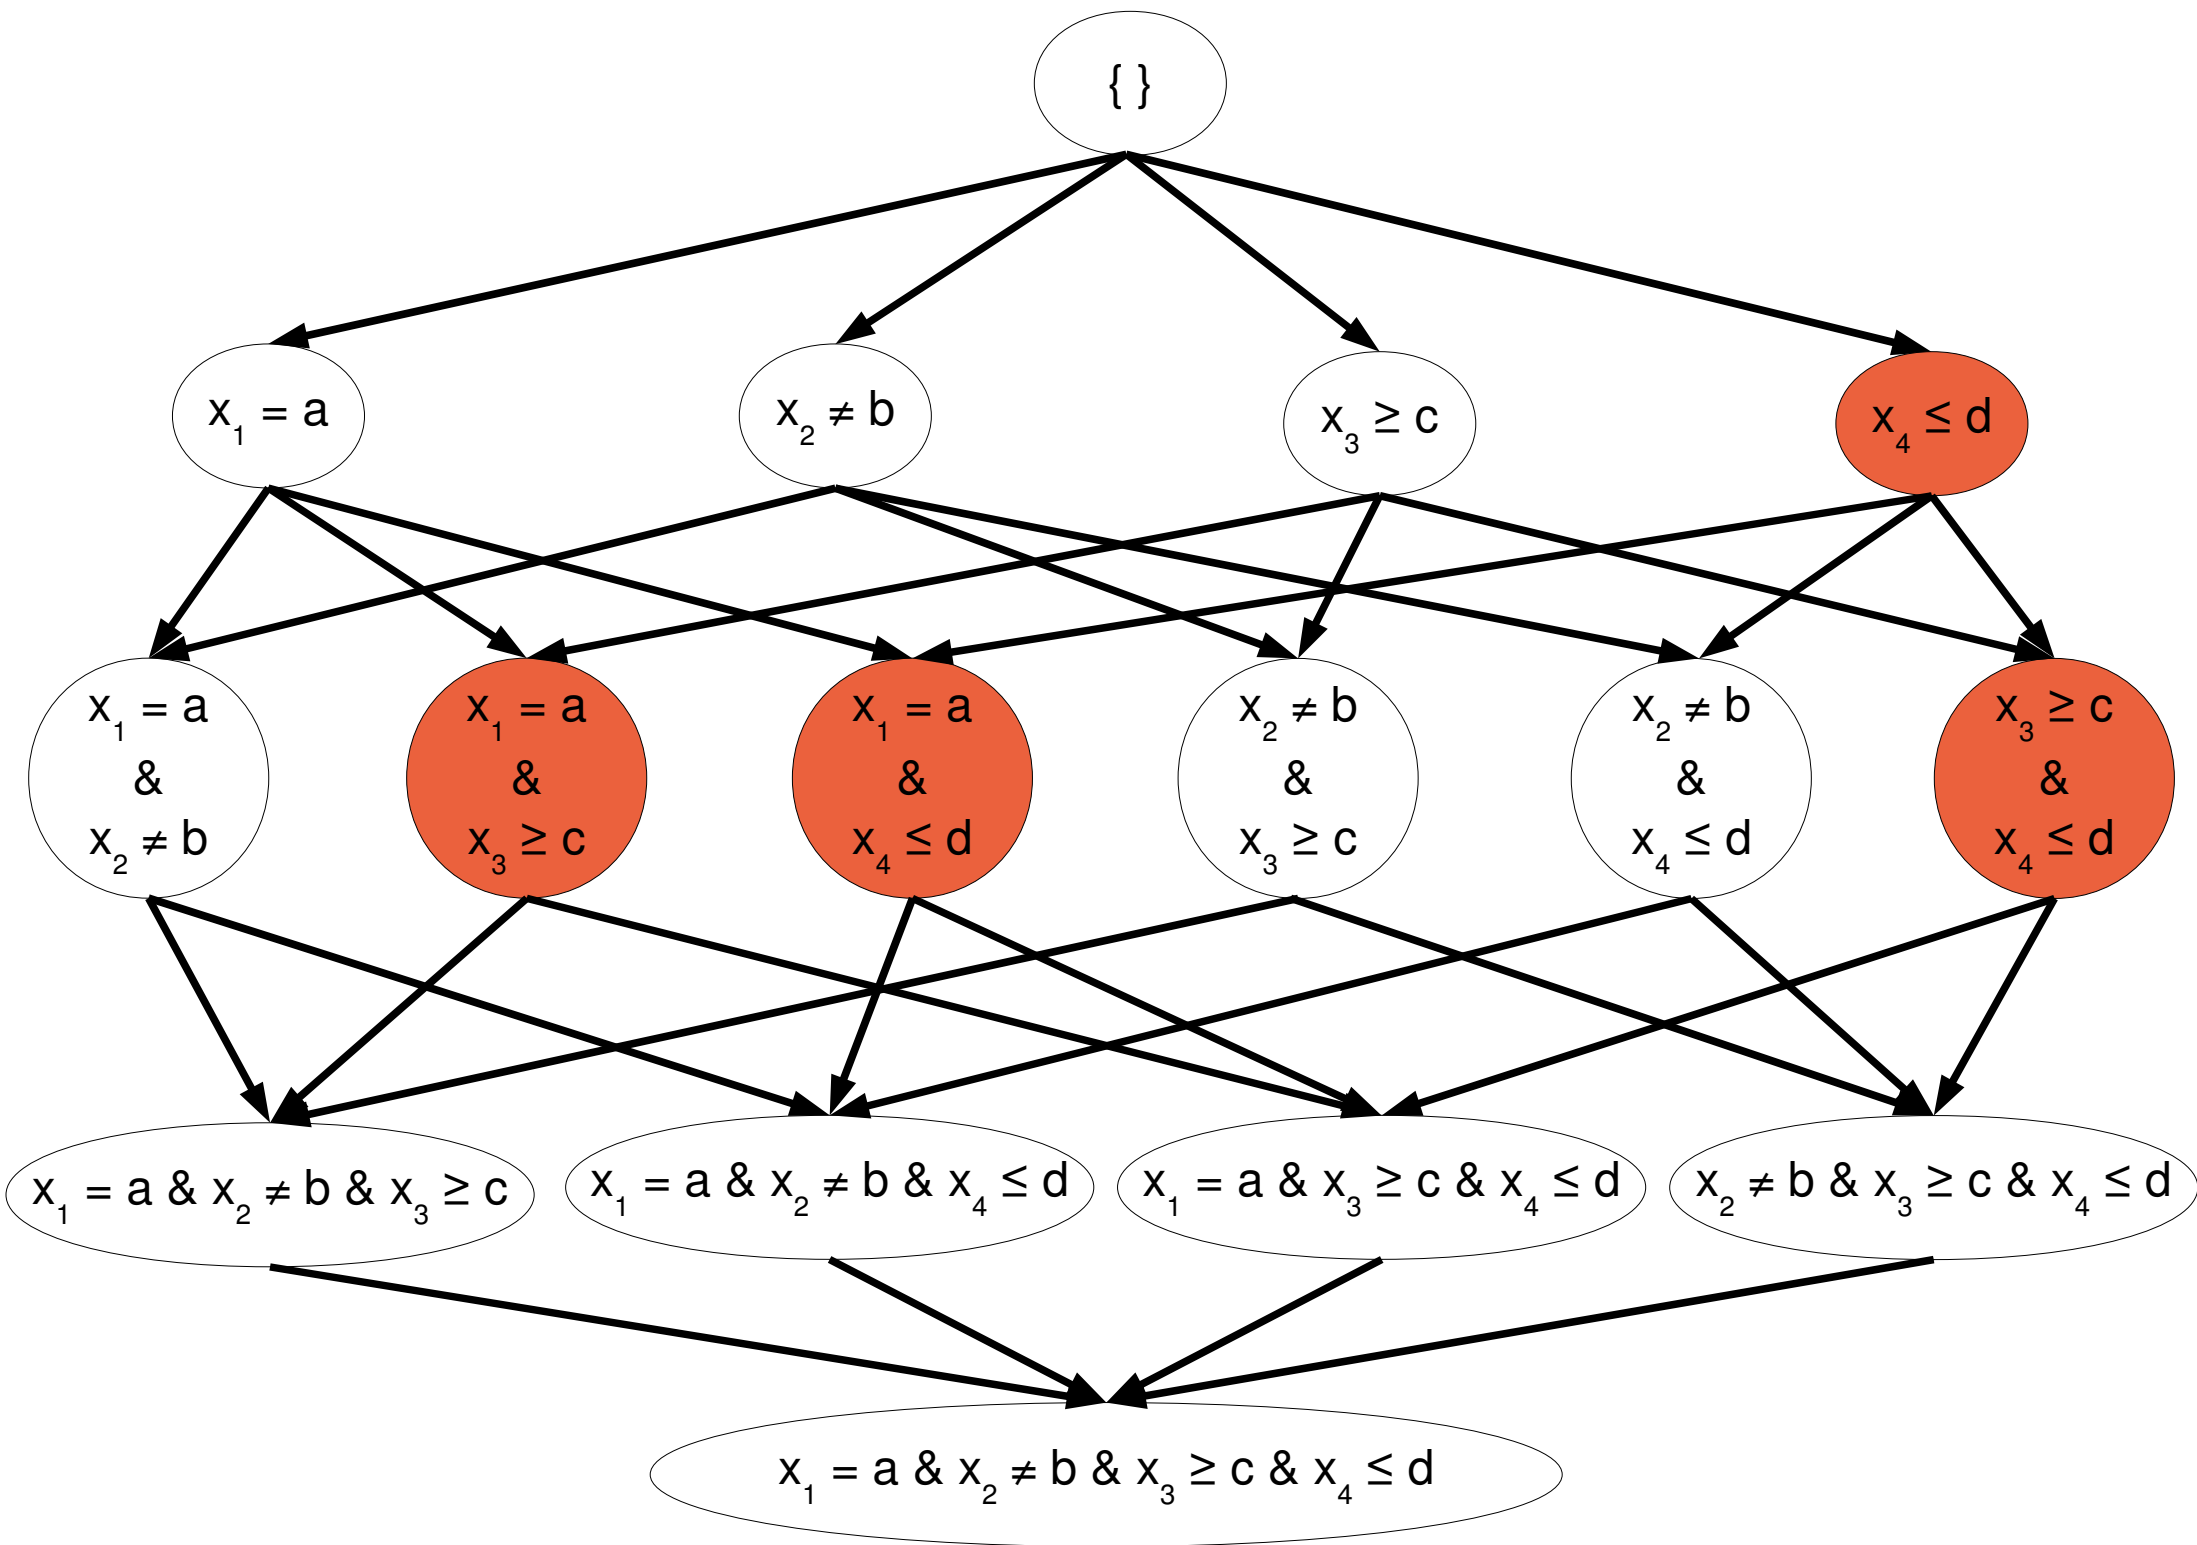 { }
x₁ = a
x₂ ≠ b
x₃ ≥ c
x₄ ≤ d
x₁ = a
&
x₂ ≠ b
x₁ = a
&
x₃ ≥ c
x₁ = a
&
x₄ ≤ d
x₂ ≠ b
&
x₃ ≥ c
x₂ ≠ b
&
x₄ ≤ d
x₃ ≥ c
&
x₄ ≤ d
x₁ = a & x₂ ≠ b & x₃ ≥ c
x₁ = a & x₂ ≠ b & x₄ ≤ d
x₁ = a & x₃ ≥ c & x₄ ≤ d
x₂ ≠ b & x₃ ≥ c & x₄ ≤ d
x₁ = a & x₂ ≠ b & x₃ ≥ c & x₄ ≤ d